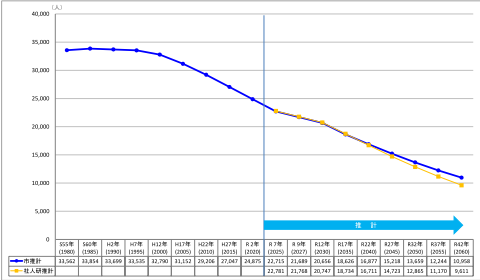 (人)
40,000
35,000
30,000
25,000
20,000
15,000
10,000
5,000
0
推 計
S55年 S60年 H2年 H7年 H12年 H17年 H22年 H27年 R 2年 R 7年 R 9年 R12年 R17年 R22年 R27年 R32年 R37年 R42年
(1980) (1985) (1990) (1995) (2000) (2005) (2010) (2015) (2020) (2025) (2027) (2030) (2035) (2040) (2045) (2050) (2055) (2060)
市推計 33,562 33,854 33,699 33,535 32,790 31,152 29,206 27,047 24,875 22,715 21,689 20,656 18,626 16,877 15,218 13,659 12,244 10,958
社人研推計 22,781 21,768 20,747 18,734 16,711 14,723 12,865 11,170 9,611